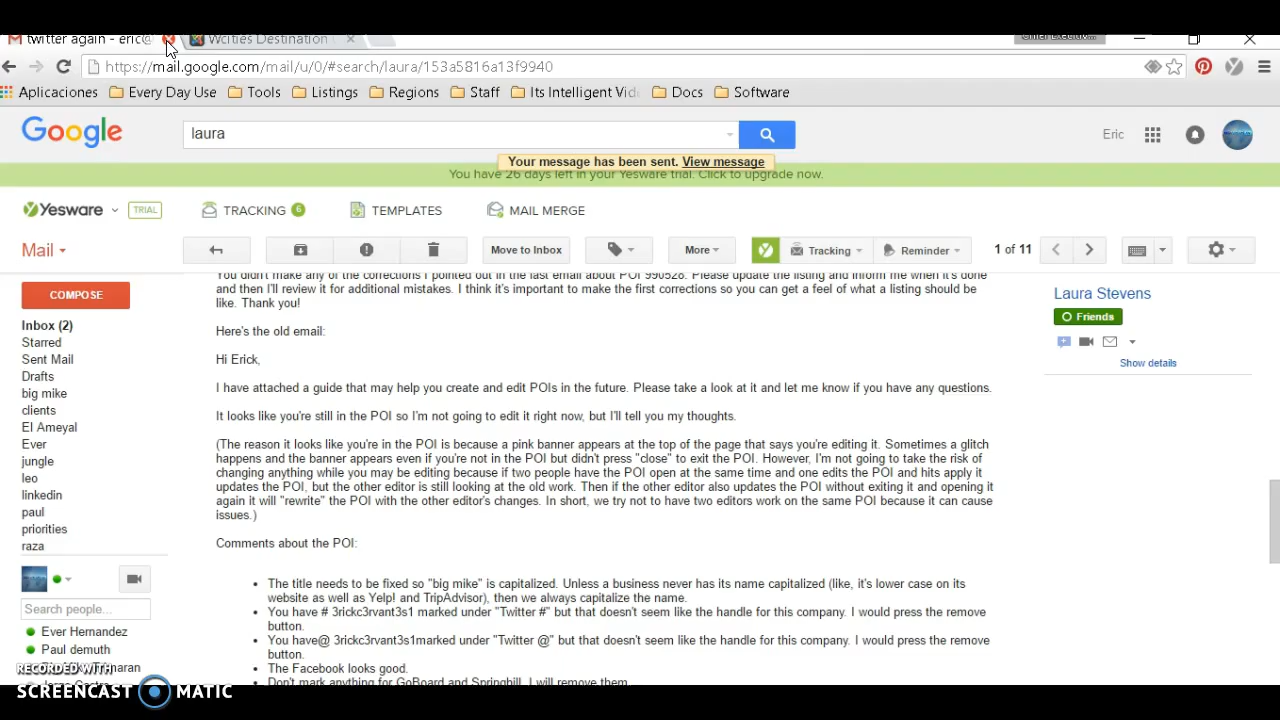 twitter again - eric@
Wcities Destination
https://mail.google.com/mail/u/0/#search/laura/153a5816a13f9940
Aplicaciones Every Day Use Tools Listings Regions Staff Its Intelligent Vid Docs Software
Google
laura
Eric
Your message has been sent. View message
You have 26 days left in your Yesware trial. Click to upgrade now.
Yesware TRIAL TRACKING 6 TEMPLATES MAIL MERGE
Mail Move to Inbox More Tracking Reminder 1 of 11
You didn't make any of the corrections I pointed out in the last email about POI 990528. Please update the listing and inform me when it's done
and then I'll review it for additional mistakes. I think it's important to make the first corrections so you can get a feel of what a listing should be
like. Thank you!
Here's the old email:
Hi Erick,
I have attached a guide that may help you create and edit POIs in the future. Please take a look at it and let me know if you have any questions.
It looks like you're still in the POI so I'm not going to edit it right now, but I'll tell you my thoughts.
(The reason it looks like you're in the POI is because a pink banner appears at the top of the page that says you're editing it. Sometimes a glitch
happens and the banner appears even if you're not in the POI but didn't press "close" to exit the POI. However, I'm not going to take the risk of
changing anything while you may be editing because if two people have the POI open at the same time and one edits the POI and hits apply it
updates the POI, but the other editor is still looking at the old work. Then if the other editor also updates the POI without exiting it and opening it
again it will "rewrite" the POI with the other editor's changes. In short, we try not to have two editors work on the same POI because it can cause
issues.)
Comments about the POI:
• The title needs to be fixed so "big mike" is capitalized. Unless a business never has its name capitalized (like, it's lower case on its
website as well as Yelp! and TripAdvisor), then we always capitalize the name.
• You have # 3rickc3rvant3s1 marked under "Twitter #" but that doesn't seem like the handle for this company. I would press the remove
button.
• You have@ 3rickc3rvant3s1marked under "Twitter @" but that doesn't seem like the handle for this company. I would press the remove
button.
• The Facebook looks good.
• Don't mark anything for GoBoard and Springbill. I will remove them.
COMPOSE
Inbox (2)
Starred
Sent Mail
Drafts
big mike
clients
El Ameyal
Ever
jungle
leo
linkedin
paul
priorities
raza
Search people...
Ever Hernandez
Paul demuth
Laura Stevens
Friends
Show details
RECORDED WITH
SCREENCAST MATIC